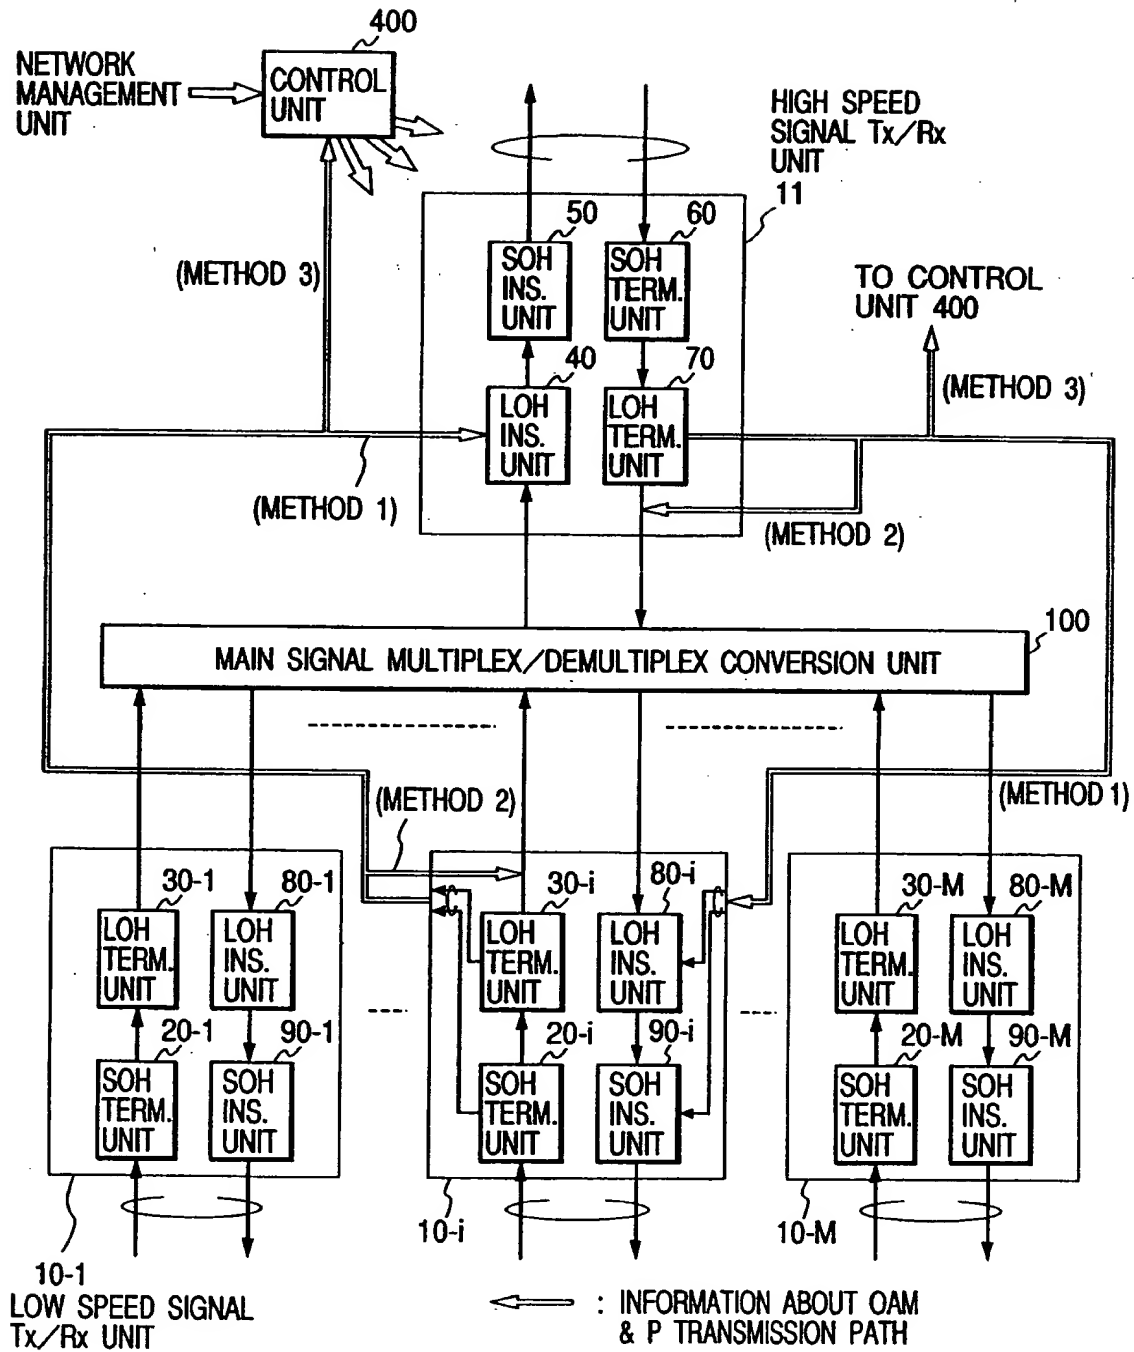 400
NETWORK
MANAGEMENT
UNIT
CONTROL
UNIT
HIGH SPEED
SIGNAL Tx/Rx
UNIT
11
50
60
SOH
INS.
UNIT
SOH
TERM.
UNIT
(METHOD 3)
TO CONTROL
UNIT 400
40
70
LOH
INS.
UNIT
LOH
TERM.
UNIT
(METHOD 3)
(METHOD 1)
(METHOD 2)
100
MAIN SIGNAL MULTIPLEX/DEMULTIPLEX CONVERSION UNIT
(METHOD 2)
(METHOD 1)
30-1
80-1
LOH
TERM.
UNIT
LOH
INS.
UNIT
20-1
90-1
SOH
TERM.
UNIT
SOH
INS.
UNIT
30-i
80-i
LOH
TERM.
UNIT
LOH
INS.
UNIT
20-i
90-i
SOH
TERM.
UNIT
SOH
INS.
UNIT
30-M
80-M
LOH
TERM.
UNIT
LOH
INS.
UNIT
20-M
90-M
SOH
TERM.
UNIT
SOH
INS.
UNIT
10-1
LOW SPEED SIGNAL
Tx/Rx UNIT
10-i
10-M
: INFORMATION ABOUT OAM
& P TRANSMISSION PATH